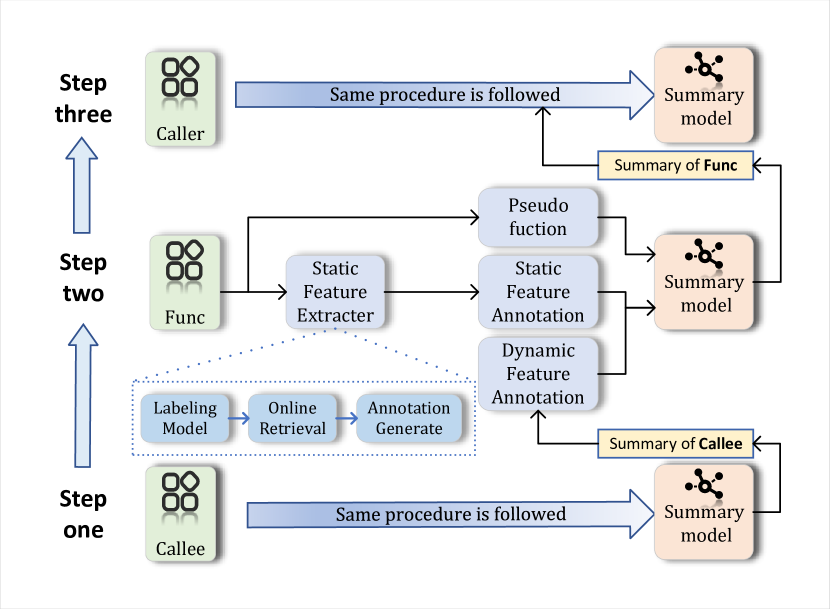 Step
three
Caller
Same procedure is followed
Summary
model
Summary of Func
Step
two
Func
Static
Feature
Extracter
Pseudo
fuction
Static
Feature
Annotation
Dynamic
Feature
Annotation
Summary
model
Labeling
Model
Online
Retrieval
Annotation
Generate
Summary of Callee
Step
one
Callee
Same procedure is followed
Summary
model